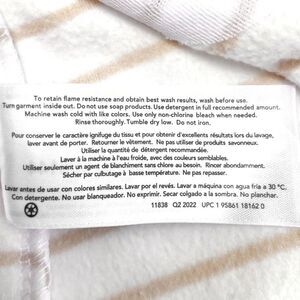 To retain flame resistance and obtain best wash results, wash before use.
Turn garment inside out. Do not use soap products. Use detergent in full recommended amount.
Machine wash cold with like colors. Use only non-chlorine bleach when needed.
Rinse thoroughly. Tumble dry low. Do not iron.
Pour conserver le caractère ignifuge du tissu et pour obtenir d'excellents résultats lors du lavage,
laver avant de porter. Retourner le vêtement. Ne pas utiliser de produits savonneux.
Utiliser la quantité de détergent recommandée.
Laver à la machine à l'eau froide, avec des couleurs semblables.
Utiliser seulement un agent de blanchiment sans chlore au besoin. Rincer abondamment.
Sécher par culbutage à basse température. Ne pas repasser.
Lavar antes de usar con colores similares. Lavar por el revés. Lavar a máquina con agua fría a 30 °C.
Con detergente. No usar blanqueador. No exprimir. Secar colgado a la sombra. No planchar.
11838 Q2 2022 UPC 1 95861 18162 0